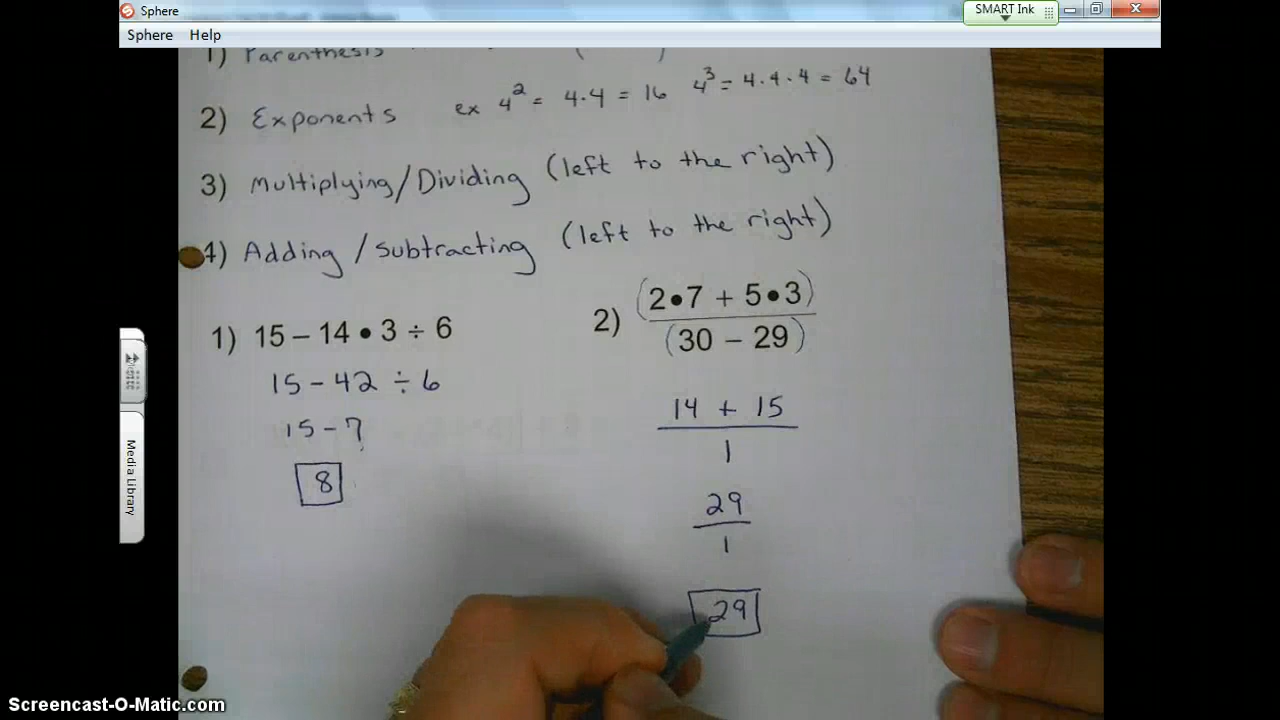 Sphere
SMART Ink
Sphere Help
1) Parenthesis ( )
2) Exponents ex 4² = 4·4 = 16 4³ = 4·4·4 = 64
3) Multiplying/Dividing (left to the right)
4) Adding/Subtracting (left to the right)
1) 15 – 14 • 3 ÷ 6
15 - 42 ÷ 6
15 - 7
8
2) (2•7 + 5•3)
(30 – 29)
14 + 15
1
29
1
29
Media Library
Screencast-O-Matic.com